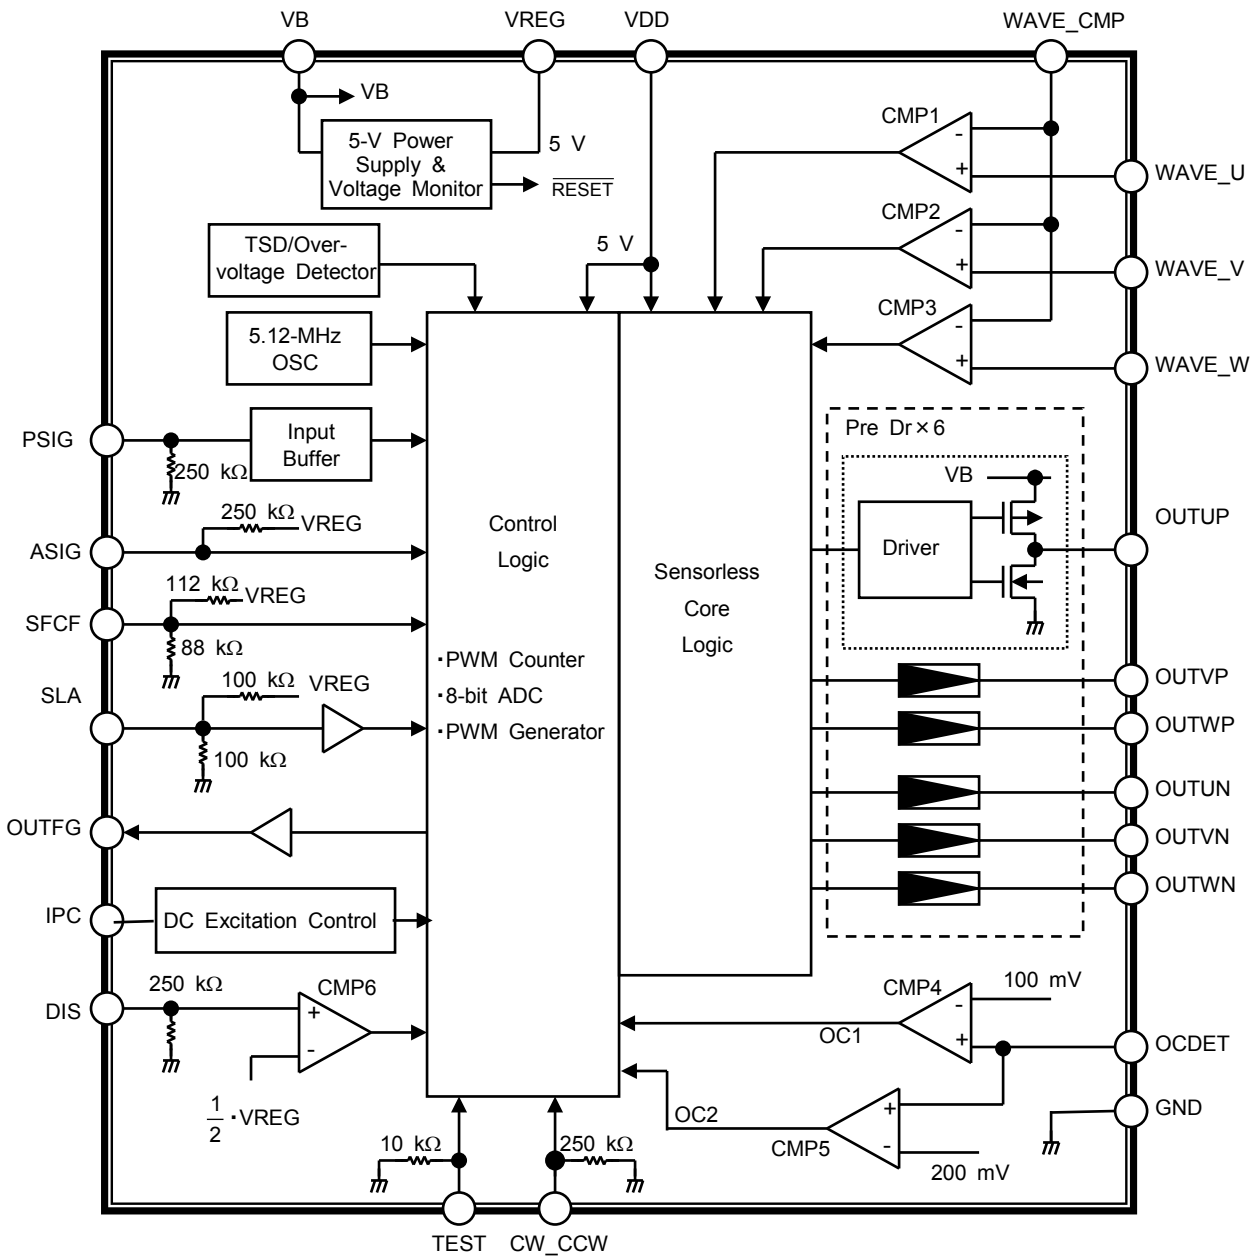 VB
VREG
VDD
WAVE_CMP
VB
5-V Power
Supply &
Voltage Monitor
5 V
RESET
CMP1
WAVE_U
TSD/Over-
voltage Detector
5 V
CMP2
WAVE_V
5.12-MHz
OSC
CMP3
WAVE_W
PSIG
Input
Buffer
250 kΩ
Pre Dr×6
VB
Driver
OUTUP
250 kΩ
VREG
ASIG
Control
Logic
112 kΩ
VREG
SFCF
88 kΩ
Sensorless
Core
Logic
·PWM Counter
·8-bit ADC
·PWM Generator
SLA
100 kΩ
VREG
100 kΩ
OUTVP
OUTWP
OUTUN
OUTVN
OUTWN
OUTFG
IPC
DC Excitation Control
DIS
250 kΩ
CMP6
+
-
1/2 ·VREG
CMP4
100 mV
-
+
OC1
OCDET
OC2
CMP5
+
-
200 mV
GND
10 kΩ
250 kΩ
TEST
CW_CCW
-
+
-
+
-
+